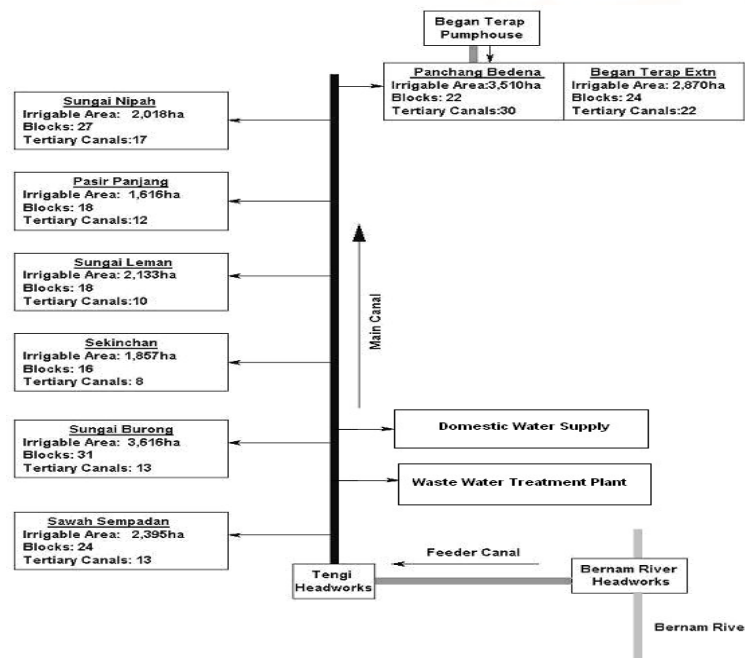 Began Terap
Pumphouse
Panchang Bedena
Irrigable Area:3,510ha
Blocks: 22
Tertiary Canals:30
Began Terap Extn
Irrigable Area: 2,870ha
Blocks: 24
Tertiary Canals:22
Sungai Nipah
Irrigable Area: 2,018ha
Blocks: 27
Tertiary Canals:17
Pasir Panjang
Irrigable Area: 1,616ha
Blocks: 18
Tertiary Canals:12
Sungai Leman
Irrigable Area: 2,133ha
Blocks: 18
Tertiary Canals:10
Sekinchan
Irrigable Area: 1,857ha
Blocks: 16
Tertiary Canals: 8
Main Canal
Sungai Burong
Irrigable Area: 3,616ha
Blocks: 31
Tertiary Canals: 13
Domestic Water Supply
Waste Water Treatment Plant
Sawah Sempadan
Irrigable Area: 2,395ha
Blocks: 24
Tertiary Canals: 13
Tengi
Headworks
Feeder Canal
Bernam River
Headworks
Bernam Rive